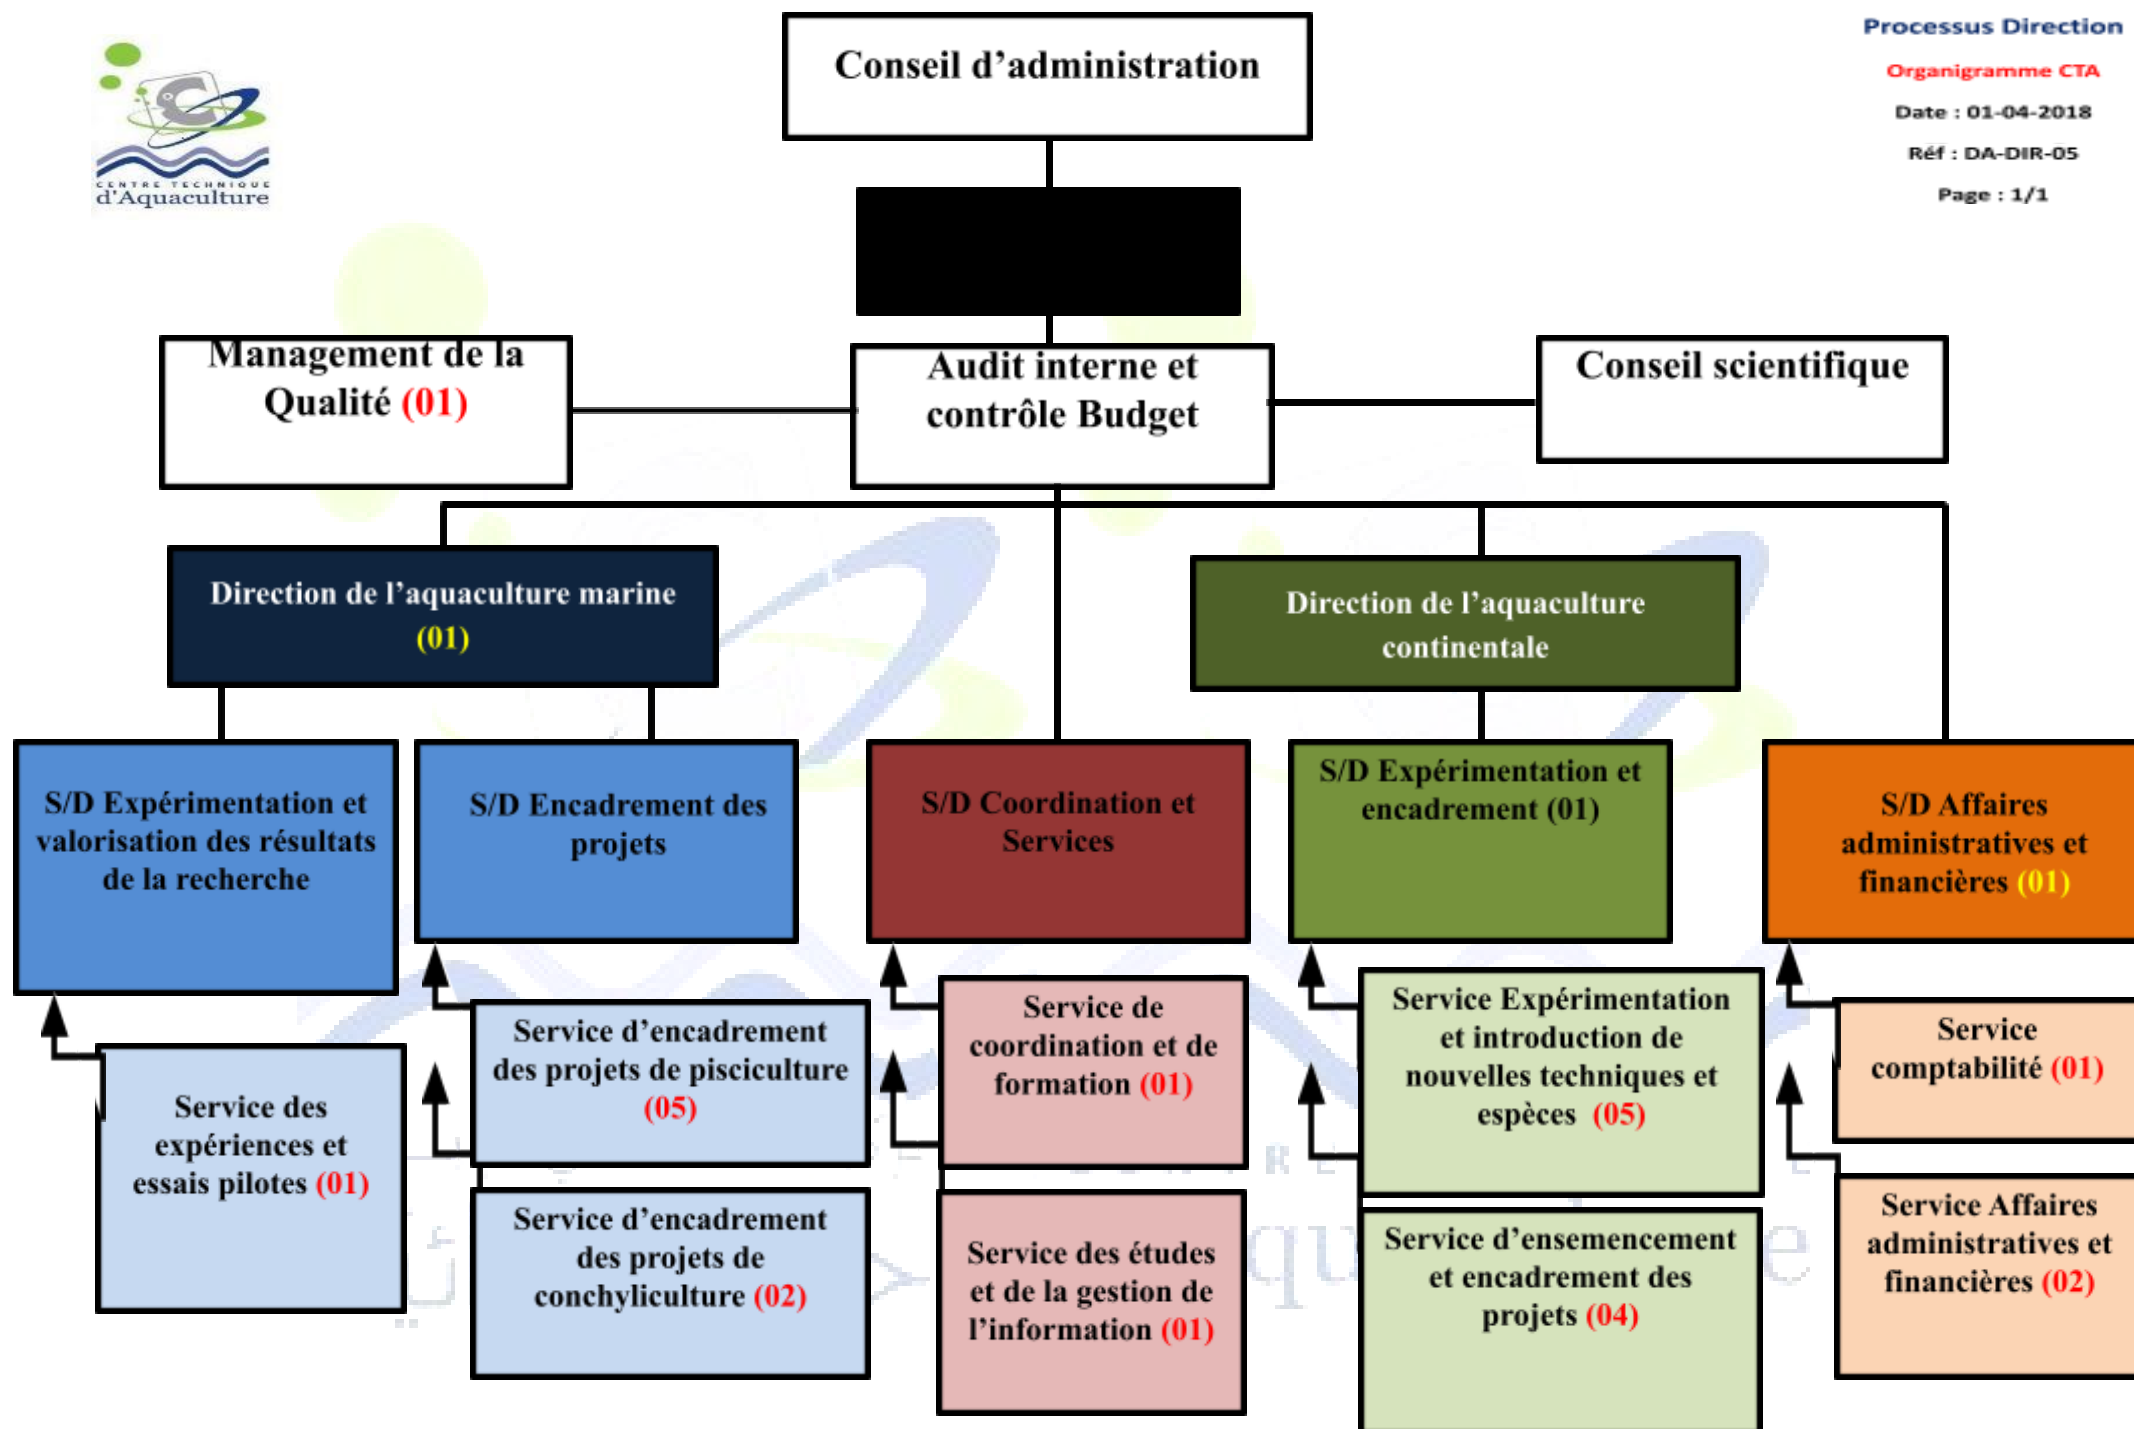 CENTRE TECHNIQUE
d'Aquaculture
Processus Direction
Organigramme CTA
Date : 01-04-2018
Réf : DA-DIR-05
Page : 1/1
Conseil d’administration
Management de la
Qualité (01)
Audit interne et
contrôle Budget
Conseil scientifique
Direction de l’aquaculture marine
(01)
Direction de l’aquaculture
continentale
S/D Expérimentation et
valorisation des résultats
de la recherche
S/D Encadrement des
projets
S/D Coordination et
Services
S/D Expérimentation et
encadrement (01)
S/D Affaires
administratives et
financières (01)
Service des
expériences et
essais pilotes (01)
Service d’encadrement
des projets de pisciculture
(05)
Service d’encadrement
des projets de
conchyliculture (02)
Service de
coordination et de
formation (01)
Service des études
et de la gestion de
l’information (01)
Service Expérimentation
et introduction de
nouvelles techniques et
espèces (05)
Service d’ensemencement
et encadrement des
projets (04)
Service
comptabilité (01)
Service Affaires
administratives et
financières (02)